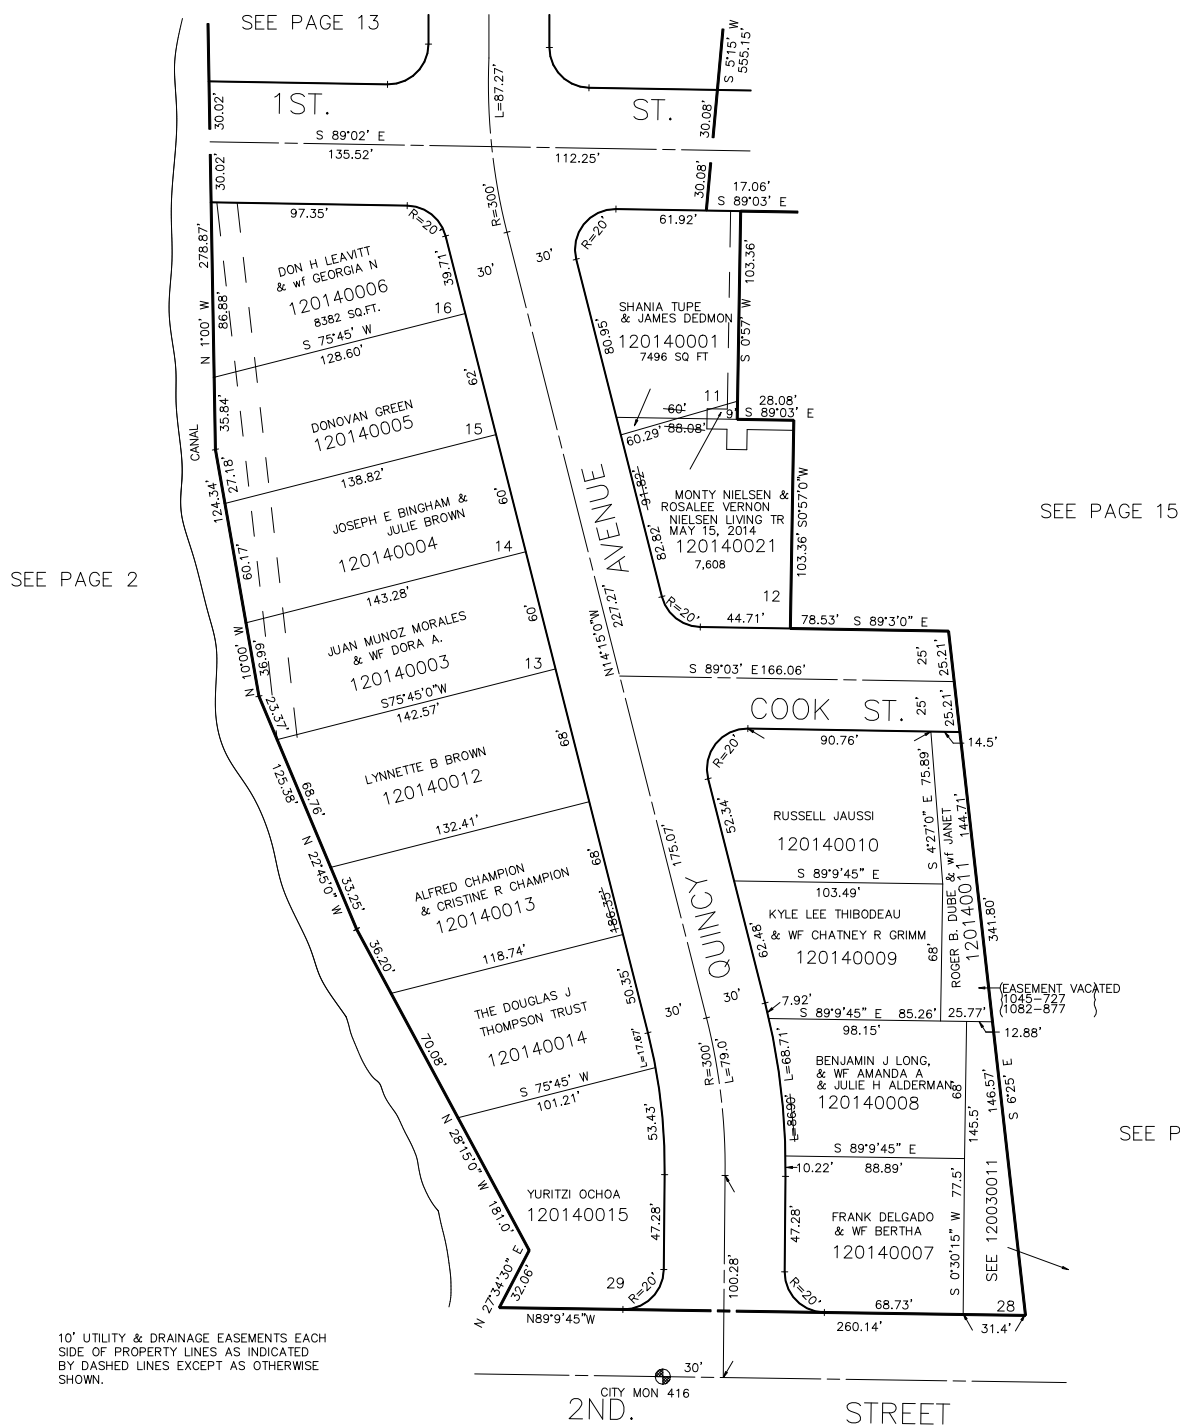 SEE PAGE 13
S 5°15' W
555.15'
1ST.
ST.
30.02'
L=87.27'
30.08'
S 89°02' E
135.52'
112.25'
30.02'
30.08'
17.06'
S 89°03' E
97.35'
R=20'
R=300'
R=20'
61.92'
278.87'
39.71'
30'
30'
103.36'
DON H LEAVITT
& wf GEORGIA N
120140006
8382 SQ.FT.
16
86.88'
N 1°00' W
S 75°45' W
128.60'
SHANIA TUPE
& JAMES DEDMON
120140001
7496 SQ FT
80.95'
S 0°57' W
62'
11
60'
9'
28.08'
S 89°03' E
88.08'
60.29'
35.84'
DONOVAN GREEN
120140005
15
CANAL
27.18'
138.82'
124.34'
60'
AVENUE
91.82'
82.82'
MONTY NIELSEN &
ROSALEE VERNON
NIELSEN LIVING TR
MAY 15, 2014
120140021
7,608
12
103.36' S0°57'0"W
SEE PAGE 15
JOSEPH E BINGHAM &
JULIE BROWN
120140004
14
SEE PAGE 2
60.17'
143.28'
60'
227.27'
N14°15'0"W
R=20'
44.71'
78.53'
S 89°3'0" E
N 10°00' W
36.99'
JUAN MUNOZ MORALES
& WF DORA A.
120140003
13
25'
25.21'
S 89°03' E
166.06'
23.37'
S75°45'0"W
142.57'
COOK ST.
25'
25.21'
68'
R=20'
90.76'
14.5'
125.38'
68.76'
LYNNETTE B BROWN
120140012
132.41'
52.34'
RUSSELL JAUSSI
120140010
75.89'
S 4°27'0" E
144.71'
175.07'
N 22°45'0" W
33.25'
68'
186.35'
ALFRED CHAMPION
& CRISTINE R CHAMPION
120140013
S 89°9'45" E
103.49'
KYLE LEE THIBODEAU
& WF CHATNEY R GRIMM
120140009
62.48'
68'
ROGER B. DUBE & wf JANET
120140011
341.80'
QUINCY
36.20'
118.74'
50.35'
THE DOUGLAS J
THOMPSON TRUST
120140014
30'
30'
7.92'
S 89°9'45" E
85.26'
25.77'
98.15'
(EASEMENT VACATED
(1045-727 )
(1082-877 )
12.88'
70.08'
L=17.67'
R=300'
L=79.0'
L=68.71'
BENJAMIN J LONG,
& WF AMANDA A
& JULIE H ALDERMAN
120140008
68'
146.57'
S 6°25' E
S 75°45' W
101.21'
N 28°15'0" W
181.0'
53.43'
145.5'
SEE P
S 89°9'45" E
10.22'
88.89'
YURITZI OCHOA
120140015
47.28'
47.28'
FRANK DELGADO
& WF BERTHA
120140007
77.5'
S 0°30'15" W
SEE 120030011
N 27°34'30" E
32.06'
29
R=20'
100.28'
R=20'
68.73'
28
N89°9'45"W
260.14'
31.4'
10' UTILITY & DRAINAGE EASEMENTS EACH
SIDE OF PROPERTY LINES AS INDICATED
BY DASHED LINES EXCEPT AS OTHERWISE
SHOWN.
30'
CITY MON 416
2ND. STREET